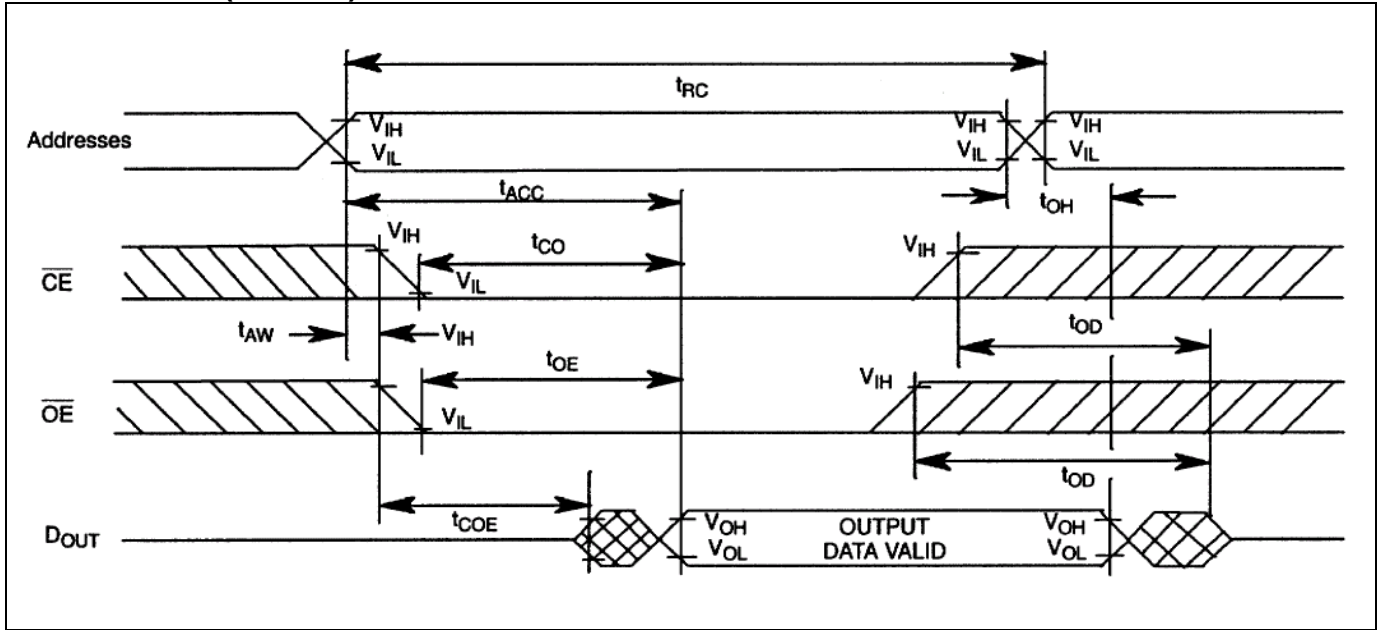 tRC
Addresses
VIH
VIL
VIH
VIL
VIH
VIL
tACC
tOH
CE
VIH
tCO
VIL
VIH
tAW
VIH
tOD
OE
tOE
VIL
VIH
tOD
tCOE
DOUT
VOH
VOL
OUTPUT
DATA VALID
VOH
VOL